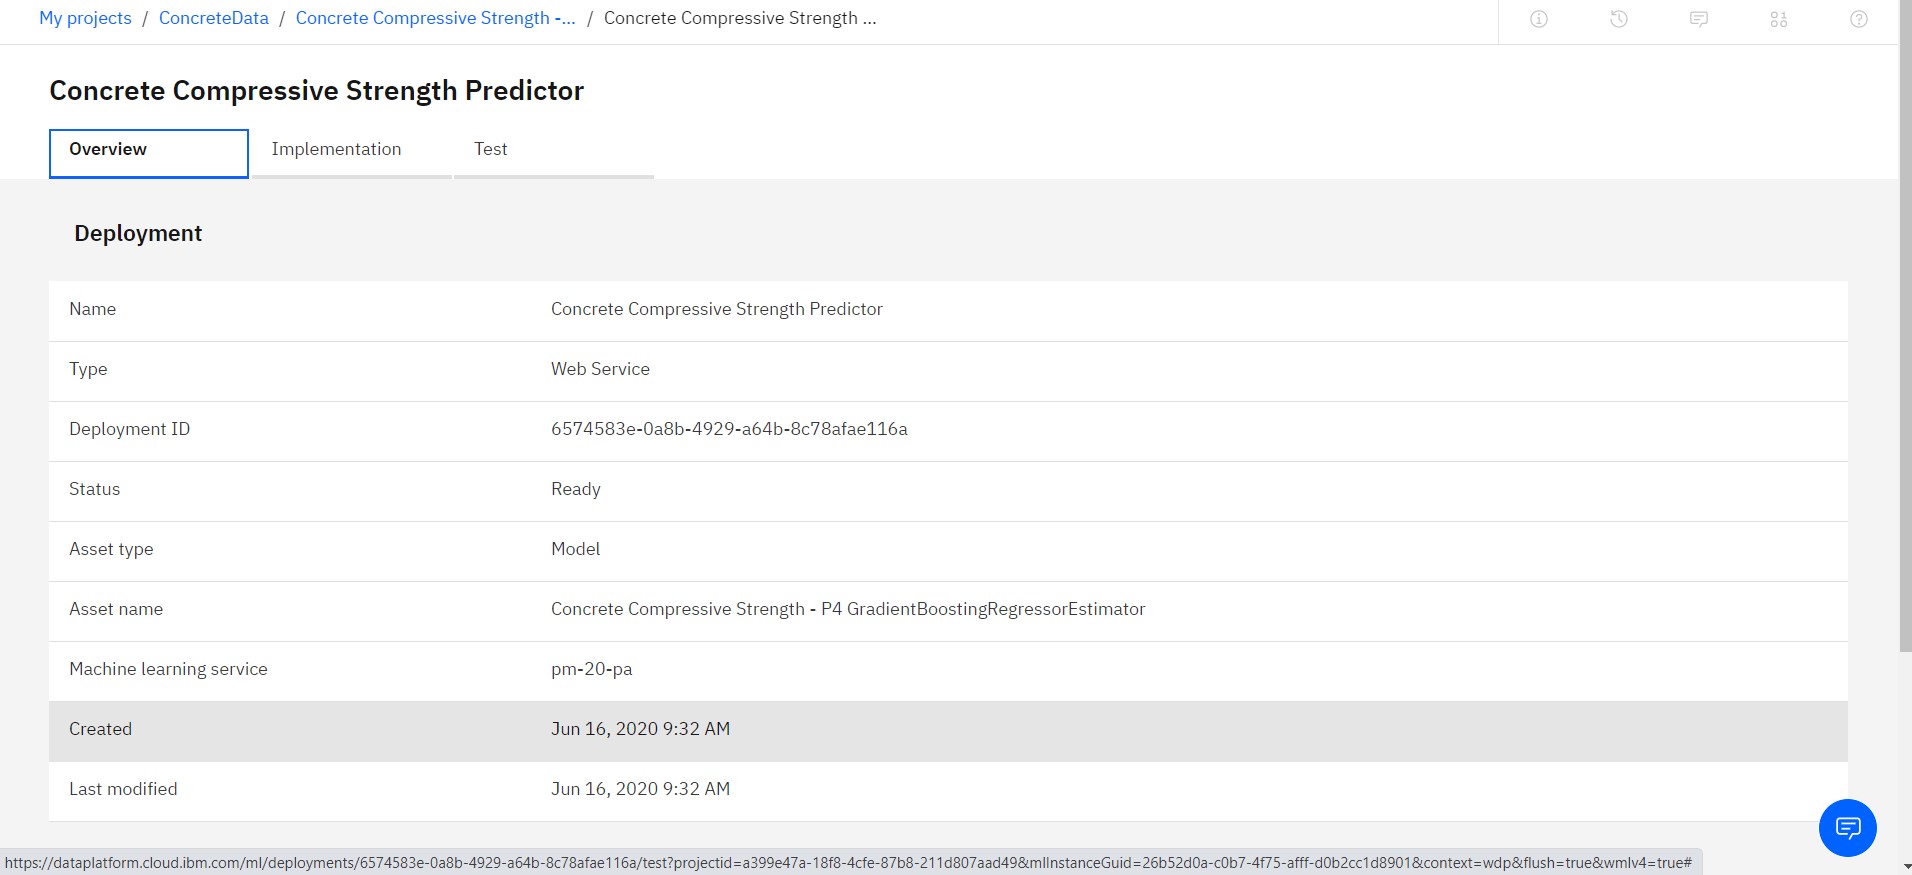 My projects / ConcreteData / Concrete Compressive Strength -... / Concrete Compressive Strength ...
Concrete Compressive Strength Predictor
Overview Implementation Test
Deployment
Name Concrete Compressive Strength Predictor
Type Web Service
Deployment ID 6574583e-0a8b-4929-a64b-8c78afae116a
Status Ready
Asset type Model
Asset name Concrete Compressive Strength - P4 GradientBoostingRegressorEstimator
Machine learning service pm-20-pa
Created Jun 16, 2020 9:32 AM
Last modified Jun 16, 2020 9:32 AM
https://dataplatform.cloud.ibm.com/ml/deployments/6574583e-0a8b-4929-a64b-8c78afae116a/test?projectid=a399e47a-18f8-4cfe-87b8-211d807aad49&mlInstanceGuid=26b52d0a-c0b7-4f75-afff-d0b2cc1d8901&context=wdp&flush=true&wmlv4=true#